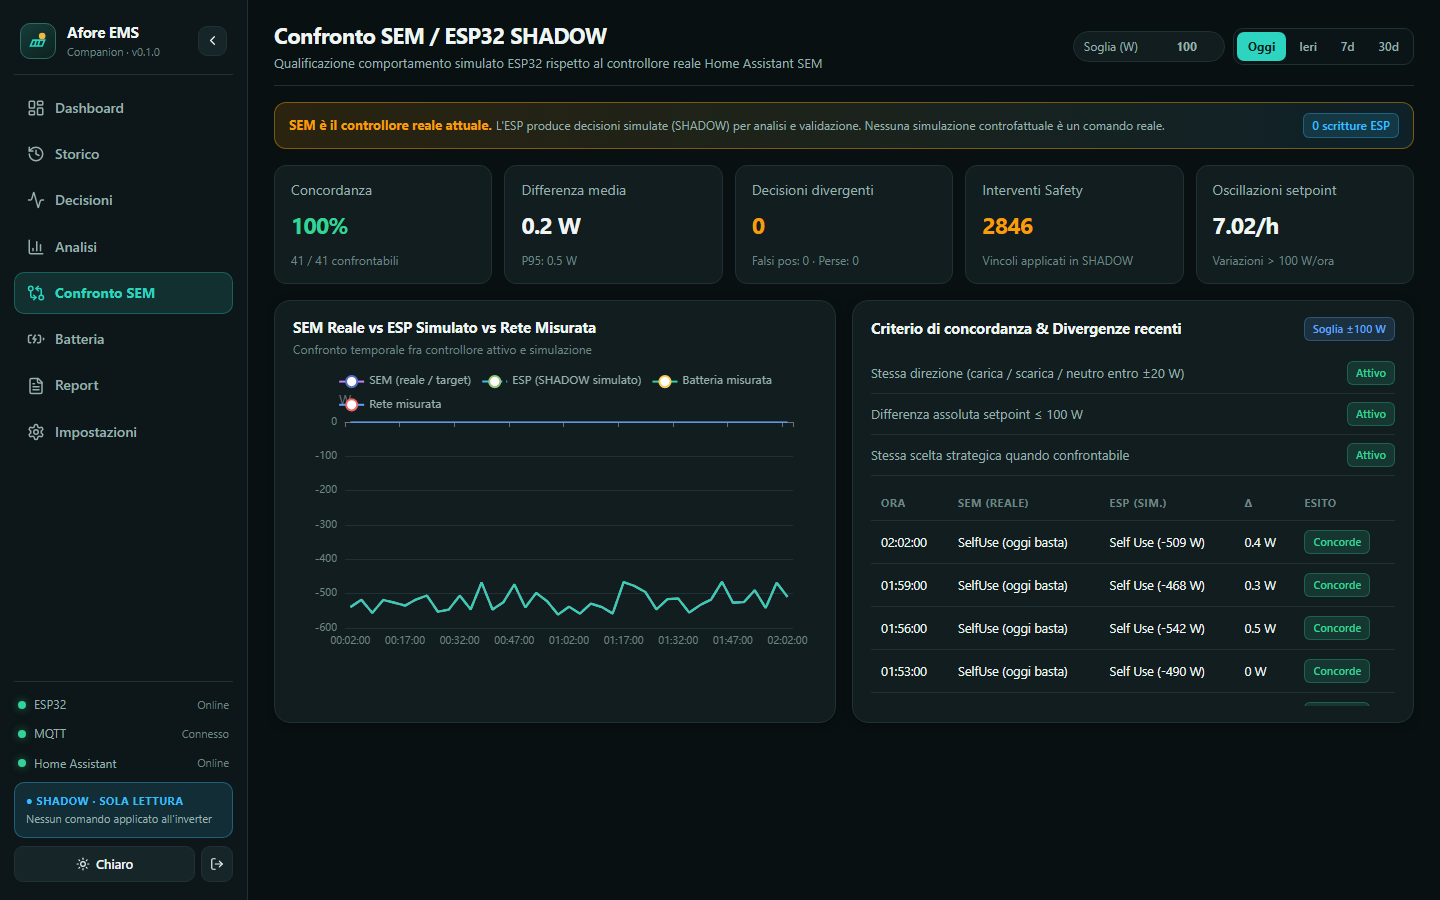 Afore EMS
Companion · v0.1.0
Dashboard
Storico
Decisioni
Analisi
Confronto SEM
Batteria
Report
Impostazioni
ESP32 Online
MQTT Connesso
Home Assistant Online
• SHADOW · SOLA LETTURA
Nessun comando applicato all'inverter
Chiaro
Confronto SEM / ESP32 SHADOW
Qualificazione comportamento simulato ESP32 rispetto al controllore reale Home Assistant SEM
Soglia (W) 100
Oggi Ieri 7d 30d
SEM è il controllore reale attuale. L'ESP produce decisioni simulate (SHADOW) per analisi e validazione. Nessuna simulazione controfattuale è un comando reale.
0 scritture ESP
Concordanza
100%
41 / 41 confrontabili
Differenza media
0.2 W
P95: 0.5 W
Decisioni divergenti
0
Falsi pos: 0 · Perse: 0
Interventi Safety
2846
Vincoli applicati in SHADOW
Oscillazioni setpoint
7.02/h
Variazioni > 100 W/ora
SEM Reale vs ESP Simulato vs Rete Misurata
Confronto temporale fra controllore attivo e simulazione
SEM (reale / target) ESP (SHADOW simulato) Batteria misurata
Rete misurata
W
0
-100
-200
-300
-400
-500
-600
00:02:00 00:17:00 00:32:00 00:47:00 01:02:00 01:17:00 01:32:00 01:47:00 02:02:00
Criterio di concordanza & Divergenze recenti
Soglia ±100 W
Stessa direzione (carica / scarica / neutro entro ±20 W) Attivo
Differenza assoluta setpoint ≤ 100 W Attivo
Stessa scelta strategica quando confrontabile Attivo
ORA SEM (REALE) ESP (SIM.) Δ ESITO
02:02:00 SelfUse (oggi basta) Self Use (-509 W) 0.4 W Concorde
01:59:00 SelfUse (oggi basta) Self Use (-468 W) 0.3 W Concorde
01:56:00 SelfUse (oggi basta) Self Use (-542 W) 0.5 W Concorde
01:53:00 SelfUse (oggi basta) Self Use (-490 W) 0 W Concorde